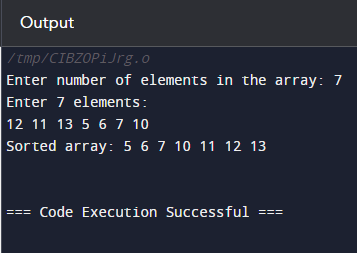 Output
/tmp/CIBZOPiJrg.o
Enter number of elements in the array: 7
Enter 7 elements:
12 11 13 5 6 7 10
Sorted array: 5 6 7 10 11 12 13
=== Code Execution Successful ===